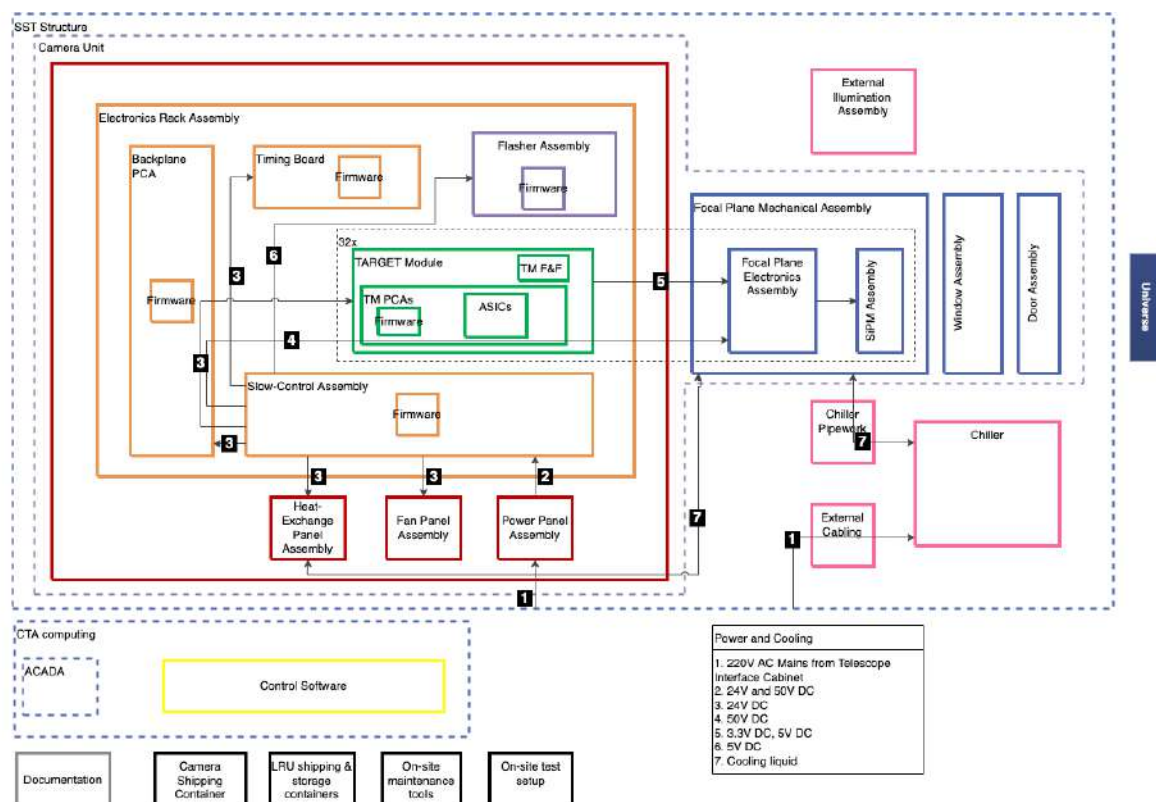 SST Structure
Camera Unit
External
Illumination
Assembly
Electronics Rack Assembly
Backplane
PCA
Timing Board
Firmware
Flasher Assembly
Firmware
Focal Plane Mechanical Assembly
Window Assembly
Door Assembly
Universe
6
3
32x
TARGET Module
TM F&F
5
Focal Plane
Electronics
Assembly
SiPM Assembly
Firmware
TM PCAs
Firmware
ASICs
4
3
Slow-Control Assembly
Firmware
3
3
3
2
Chiller
Pipework
7
Chiller
Heat-
Exchange
Panel
Assembly
Fan Panel
Assembly
Power Panel
Assembly
7
External
Cabling
1
1
CTA computing
ACADA
Control Software
Power and Cooling
1. 220V AC Mains from Telescope
Interface Cabinet
2. 24V and 50V DC
3. 24V DC
4. 50V DC
5. 3.3V DC, 5V DC
6. 5V DC
7. Cooling liquid
Documentation
Camera
Shipping
Container
LRU shipping &
storage
containers
On-site
maintenance
tools
On-site test
setup